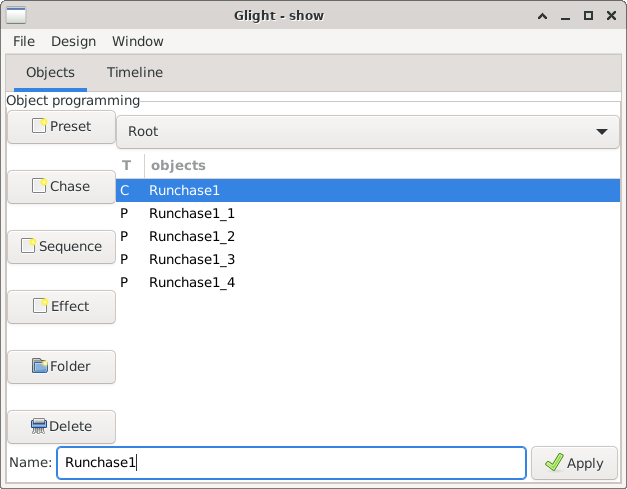 Glight - show
File Design Window
Objects Timeline
Object programming
Preset
Root
T objects
Chase
C Runchase1
P Runchase1_1
P Runchase1_2
Sequence
P Runchase1_3
P Runchase1_4
Effect
Folder
Delete
Name: Runchase1 Apply